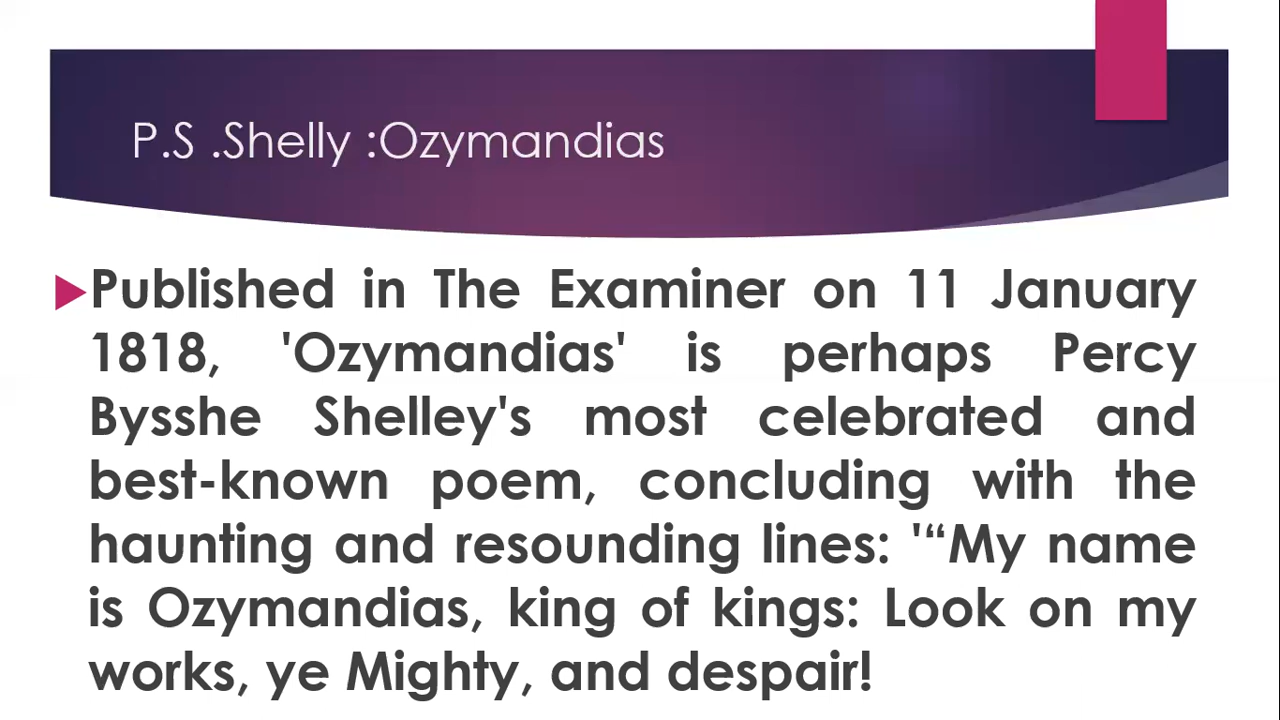 P.S .Shelly :Ozymandias
Published in The Examiner on 11 January
1818, 'Ozymandias' is perhaps Percy
Bysshe Shelley's most celebrated and
best-known poem, concluding with the
haunting and resounding lines: '“My name
is Ozymandias, king of kings: Look on my
works, ye Mighty, and despair!